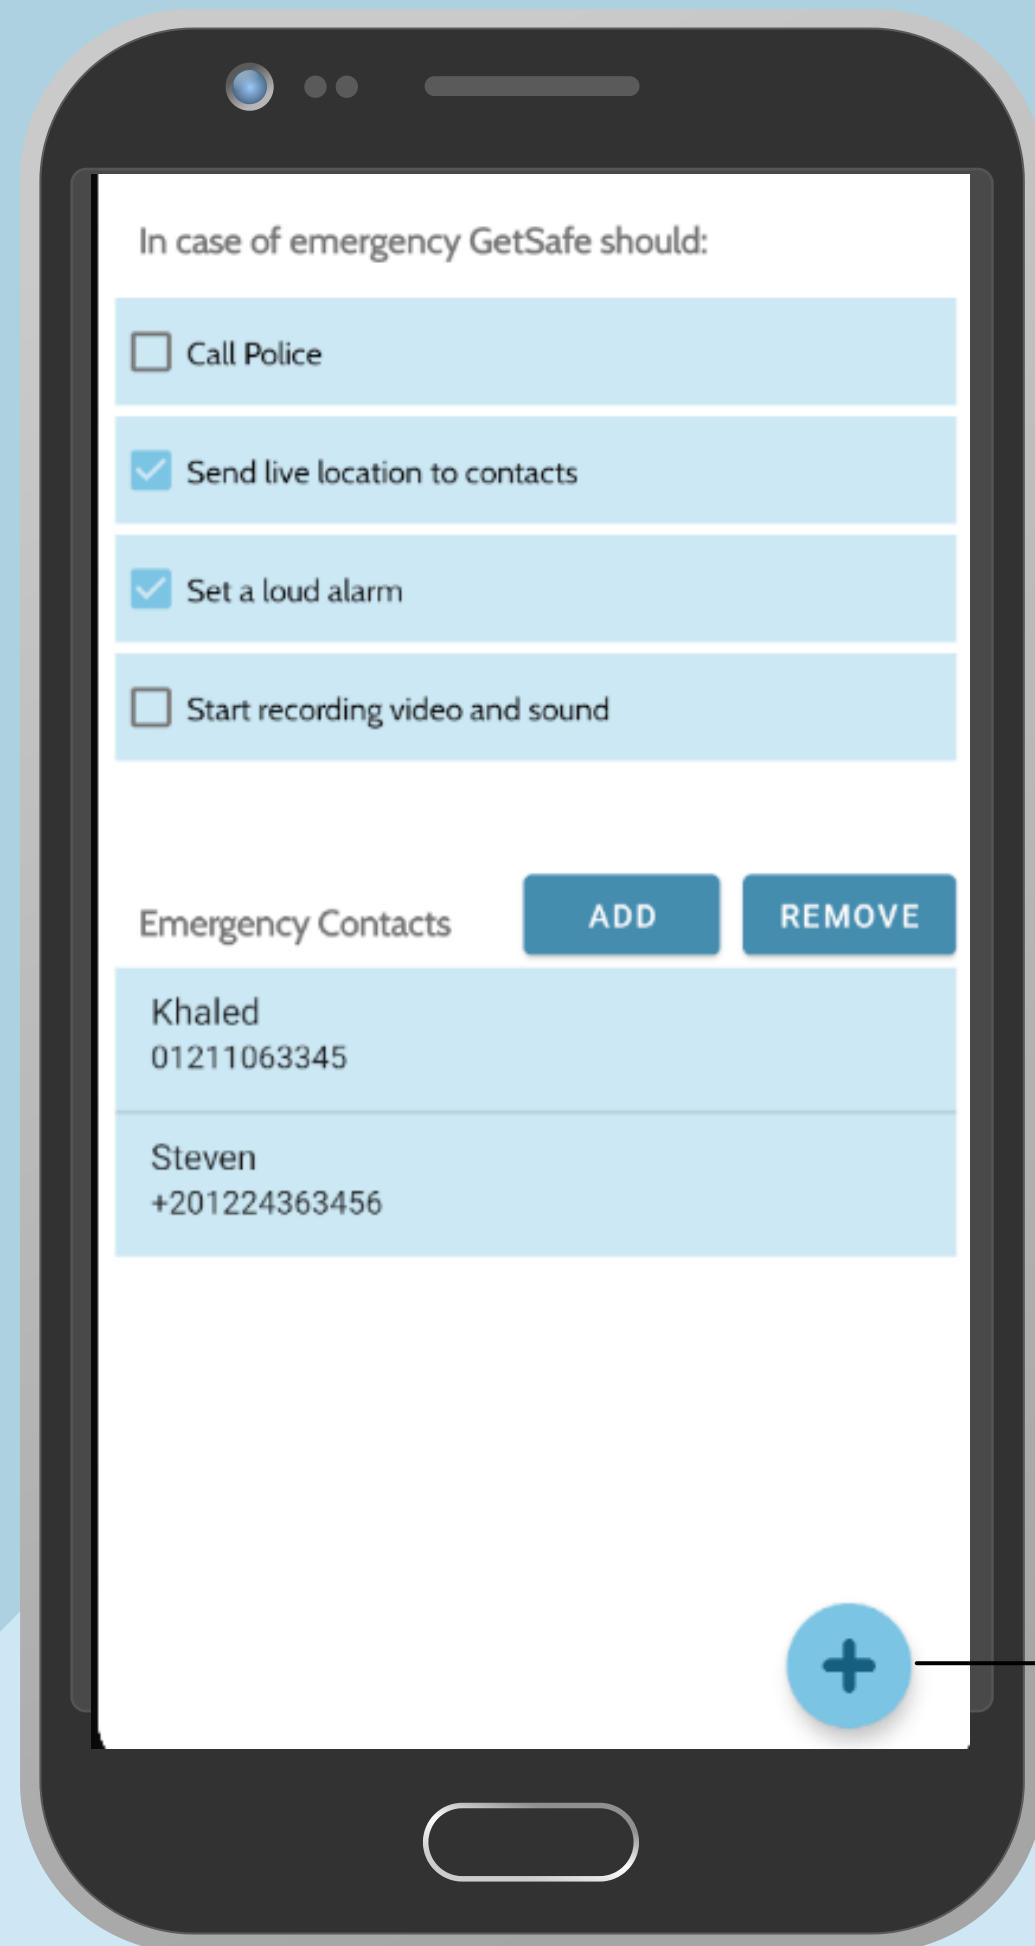 In case of emergency GetSafe should:
Call Police
Send live location to contacts
Set a loud alarm
Start recording video and sound
Emergency Contacts ADD REMOVE
Khaled
01211063345
Steven
+201224363456